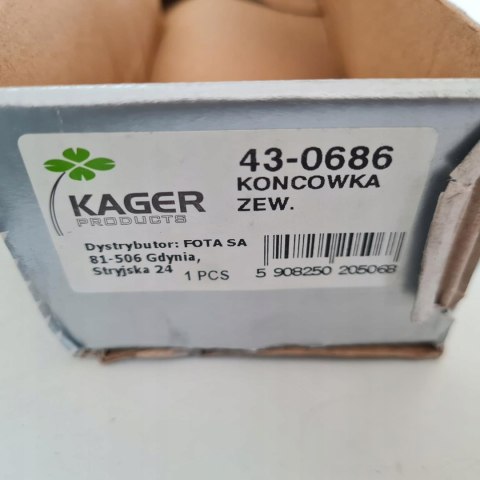 KAGER
PRODUCTS
43-0686
KONCOWKA
ZEW.
Dystrybutor: FOTA SA
81-506 Gdynia,
Stryjska 24
1 PCS
5 908250 205068